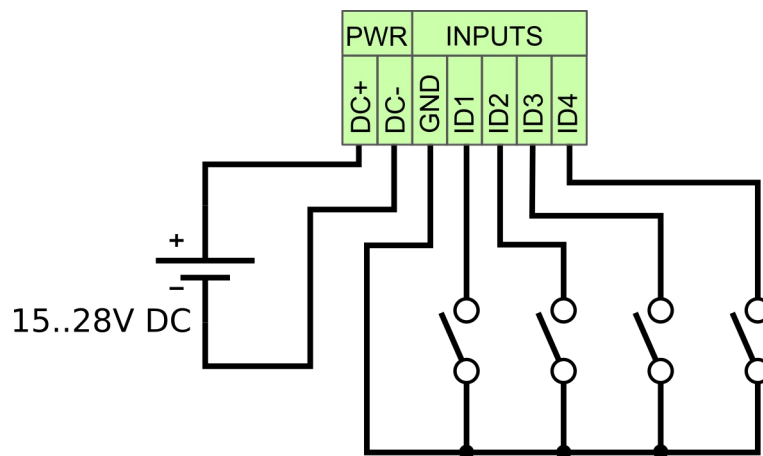 PWR INPUTS
DC+ DC- GND ID1 ID2 ID3 ID4
+
−
15..28V DC